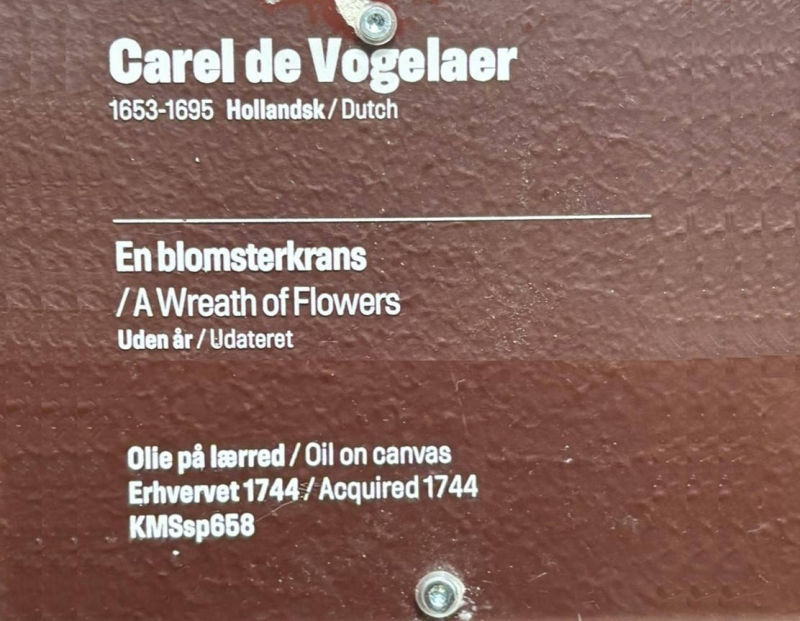 Carel de Vogelaer
1653-1695 Hollandsk / Dutch
En blomsterkrans
/ A Wreath of Flowers
Uden år / Udateret
Olie på lærred / Oil on canvas
Erhvervet 1744 / Acquired 1744
KMSsp658